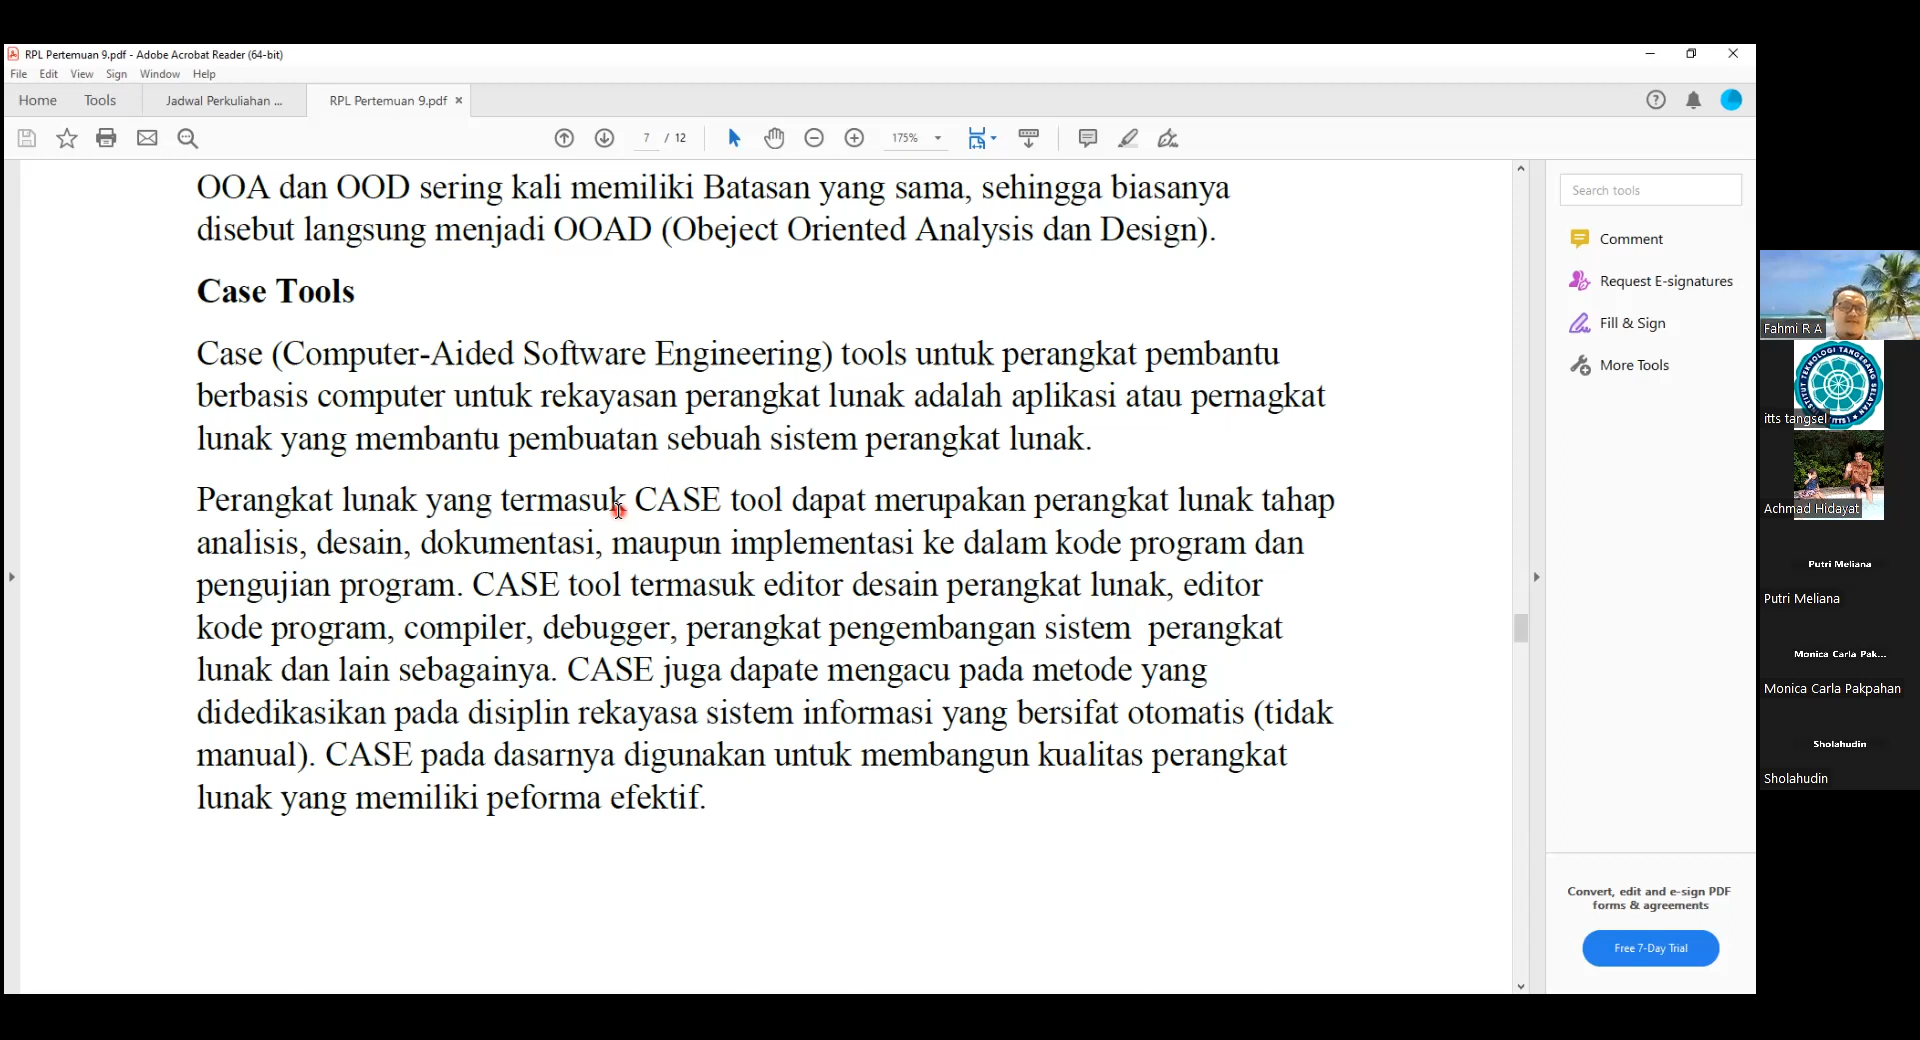 RPL Pertemuan 9.pdf - Adobe Acrobat Reader (64-bit)
File Edit View Sign Window Help
Home Tools Jadwal Perkuliahan ... RPL Pertemuan 9.pdf ×
7 / 12 175%
OOA dan OOD sering kali memiliki Batasan yang sama, sehingga biasanya
disebut langsung menjadi OOAD (Obeject Oriented Analysis dan Design).
Case Tools
Case (Computer-Aided Software Engineering) tools untuk perangkat pembantu
berbasis computer untuk rekayasan perangkat lunak adalah aplikasi atau pernagkat
lunak yang membantu pembuatan sebuah sistem perangkat lunak.
Perangkat lunak yang termasuk CASE tool dapat merupakan perangkat lunak tahap
analisis, desain, dokumentasi, maupun implementasi ke dalam kode program dan
pengujian program. CASE tool termasuk editor desain perangkat lunak, editor
kode program, compiler, debugger, perangkat pengembangan sistem  perangkat
lunak dan lain sebagainya. CASE juga dapate mengacu pada metode yang
didedikasikan pada disiplin rekayasa sistem informasi yang bersifat otomatis (tidak
manual). CASE pada dasarnya digunakan untuk membangun kualitas perangkat
lunak yang memiliki peforma efektif.
Search tools
Comment
Request E-signatures
Fill & Sign
More Tools
Convert, edit and e-sign PDF
forms & agreements
Free 7-Day Trial
Fahmi R A
INSTITUT TEKNOLOGI TANGERANG SELATAN
(ITTS)
itts tangsel
Achmad Hidayat
Putri Meliana
Putri Meliana
Monica Carla Pak...
Monica Carla Pakpahan
Sholahudin
Sholahudin